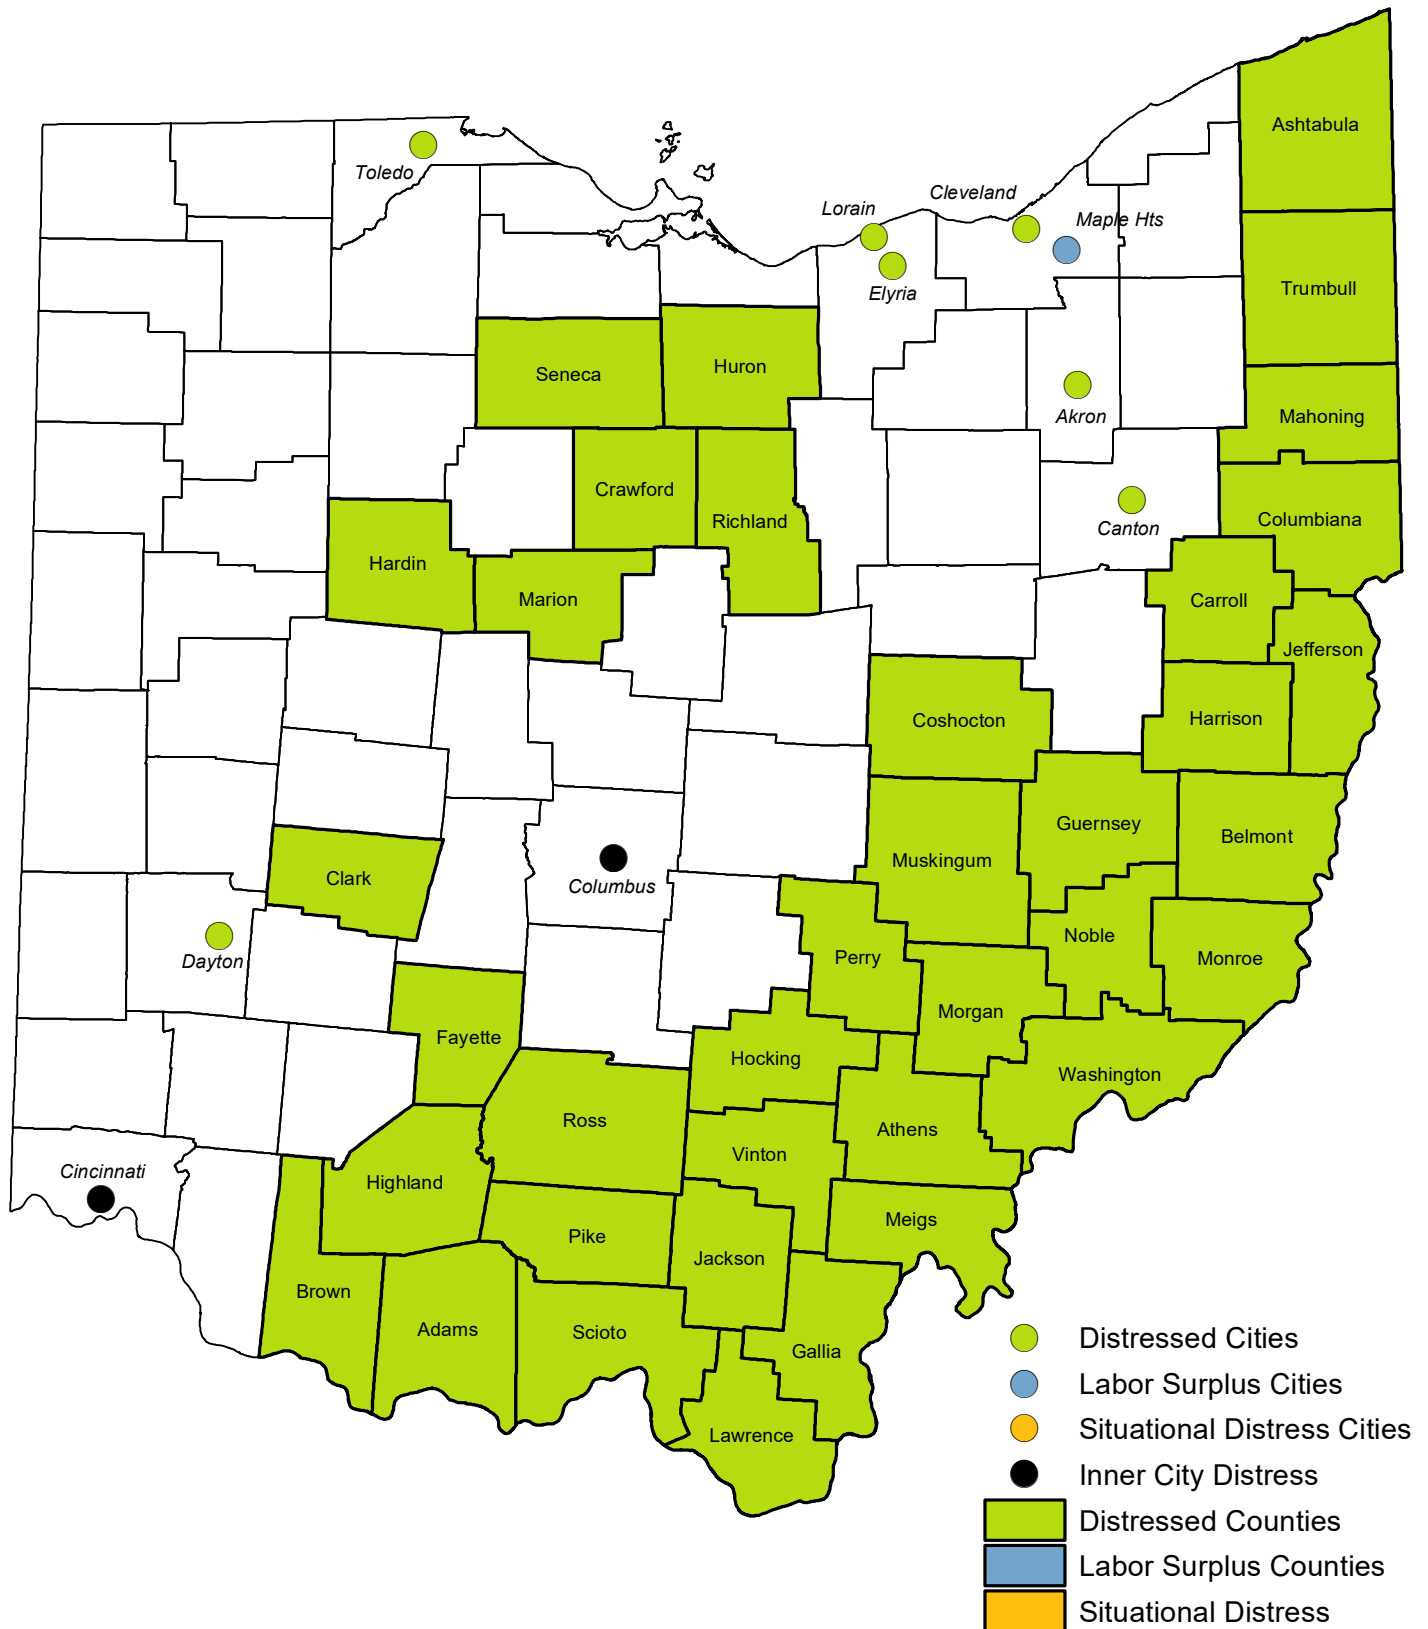 Ashtabula
Toledo
Cleveland
Lorain
Maple Hts
Trumbull
Elyria
Huron
Seneca
Akron
Mahoning
Crawford
Richland
Columbiana
Canton
Hardin
Marion
Carroll
Jefferson
Coshocton
Harrison
Guernsey
Belmont
Muskingum
Clark
Columbus
Noble
Dayton
Perry
Monroe
Morgan
Fayette
Hocking
Washington
Ross
Athens
Vinton
Cincinnati
Highland
Meigs
Pike
Jackson
Brown
Adams
Scioto
Gallia
Lawrence
Distressed Cities
Labor Surplus Cities
Situational Distress Cities
Inner City Distress
Distressed Counties
Labor Surplus Counties
Situational Distress